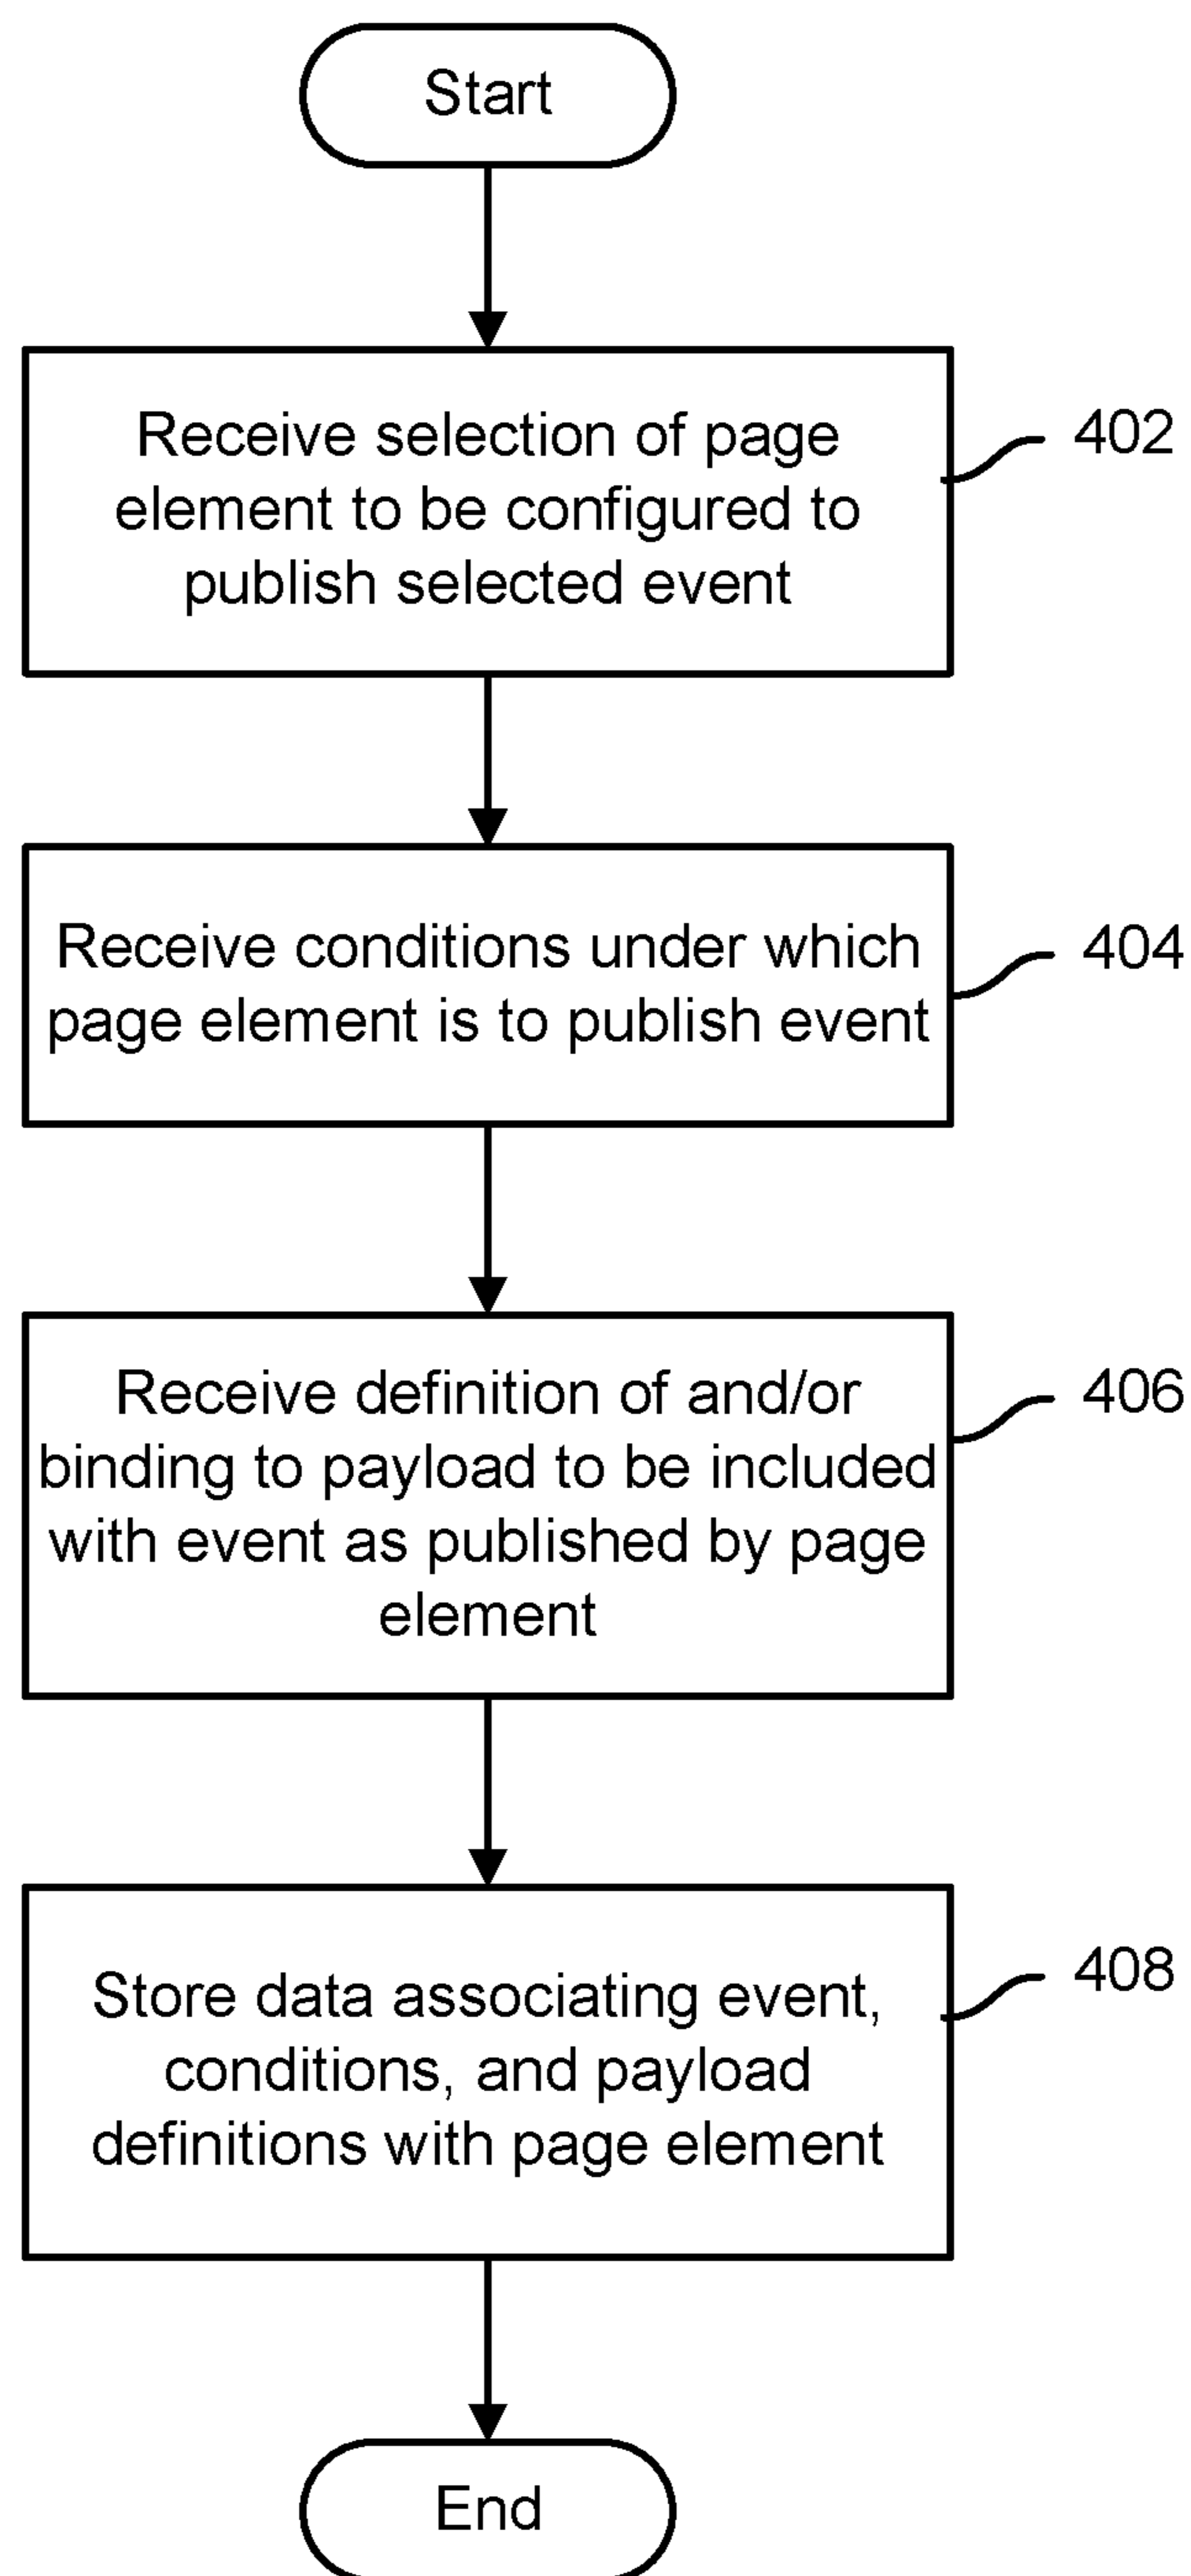 Start
Receive selection of page
element to be configured to
publish selected event
402
Receive conditions under which
page element is to publish event
404
Receive definition of and/or
binding to payload to be included
with event as published by page
element
406
Store data associating event,
conditions, and payload
definitions with page element
408
End